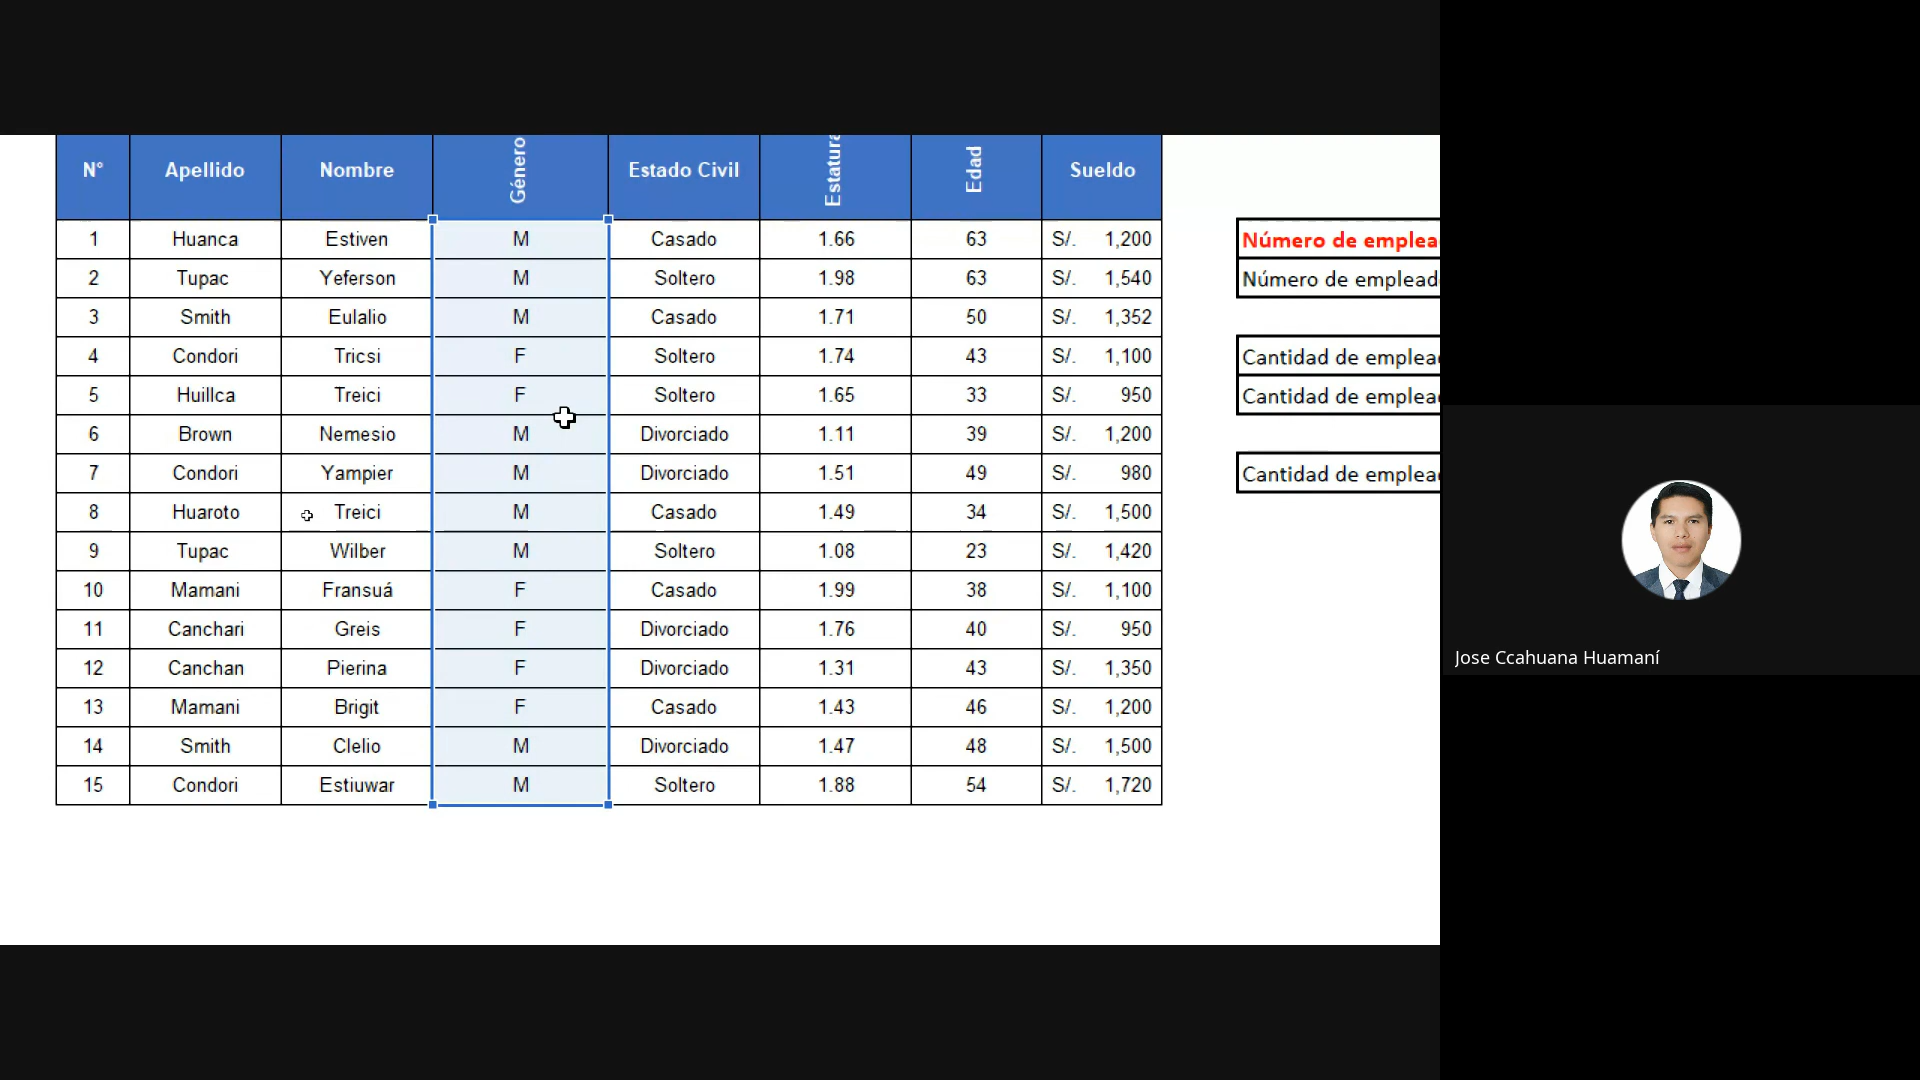 N° Apellido Nombre Género Estado Civil Estatura Edad Sueldo
1 Huanca Estiven M Casado 1.66 63 S/. 1,200
2 Tupac Yeferson M Soltero 1.98 63 S/. 1,540
3 Smith Eulalio M Casado 1.71 50 S/. 1,352
4 Condori Tricsi F Soltero 1.74 43 S/. 1,100
5 Huillca Treici F Soltero 1.65 33 S/. 950
6 Brown Nemesio M Divorciado 1.11 39 S/. 1,200
7 Condori Yampier M Divorciado 1.51 49 S/. 980
8 Huaroto Treici M Casado 1.49 34 S/. 1,500
9 Tupac Wilber M Soltero 1.08 23 S/. 1,420
10 Mamani Fransuá F Casado 1.99 38 S/. 1,100
11 Canchari Greis F Divorciado 1.76 40 S/. 950
12 Canchan Pierina F Divorciado 1.31 43 S/. 1,350
13 Mamani Brigit F Casado 1.43 46 S/. 1,200
14 Smith Clelio M Divorciado 1.47 48 S/. 1,500
15 Condori Estiuwar M Soltero 1.88 54 S/. 1,720
Número de emplea
Número de emplead
Cantidad de emplea
Cantidad de emplea
Cantidad de emplea
Jose Ccahuana Huamaní